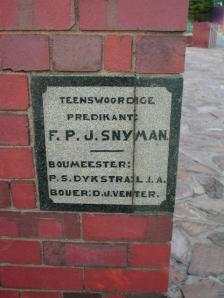 TEENSWOORDIGE
PREDIKANT:
F. P. J. SNYMAN.
BOUMEESTER:
P. S. DYKSTRA: L. I. A.
BOUER: D. J. VENTER.